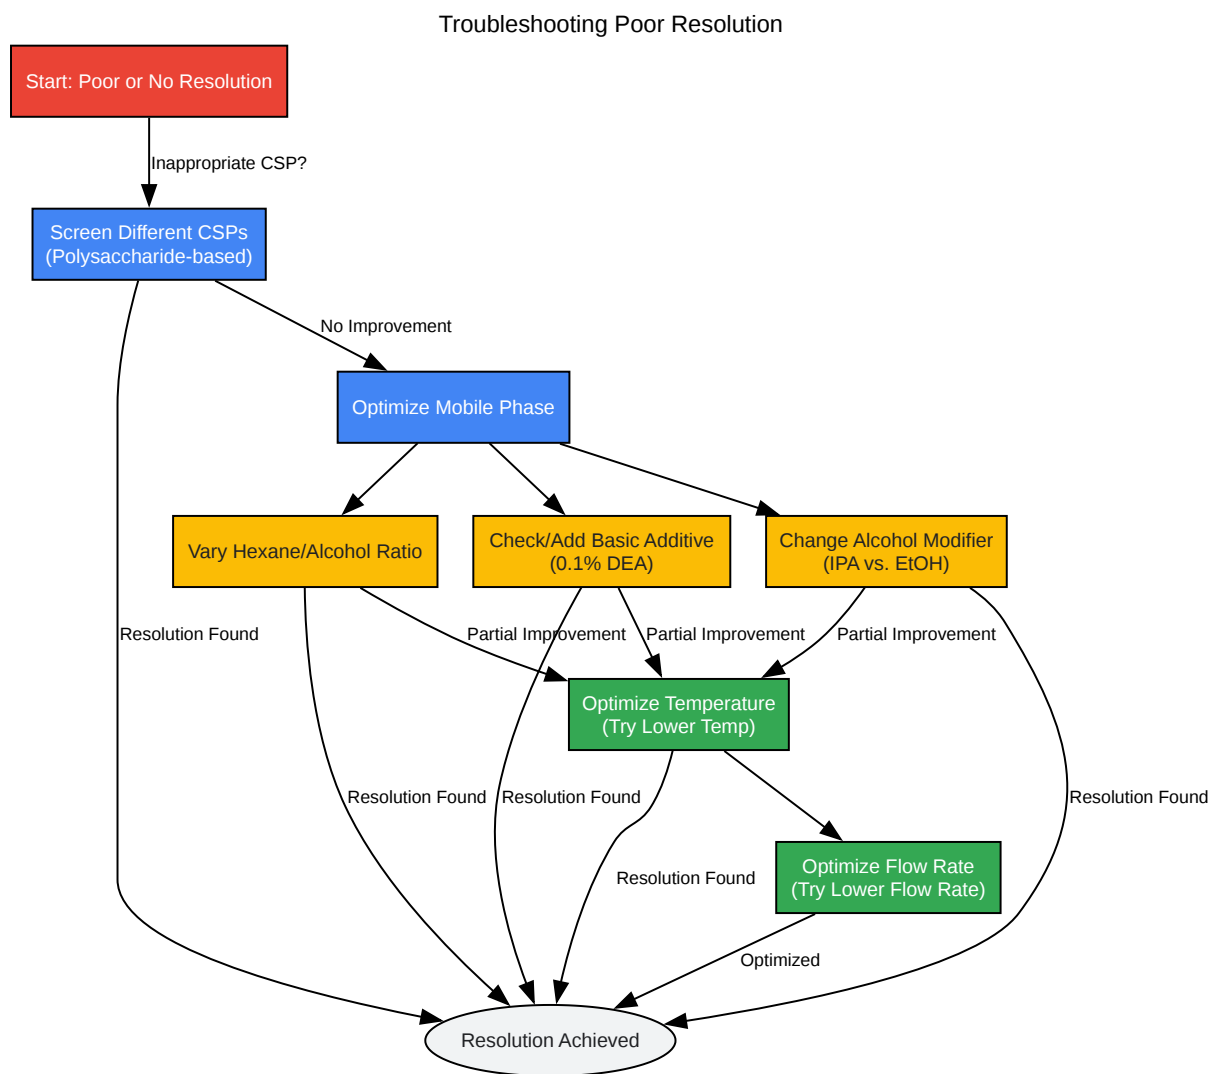 Troubleshooting Poor Resolution
Start: Poor or No Resolution
Inappropriate CSP?
Screen Different CSPs
(Polysaccharide-based)
No Improvement
Optimize Mobile Phase
Vary Hexane/Alcohol Ratio
Check/Add Basic Additive
(0.1% DEA)
Change Alcohol Modifier
(IPA vs. EtOH)
Resolution Found
Partial Improvement
Partial Improvement
Partial Improvement
Optimize Temperature
(Try Lower Temp)
Resolution Found
Resolution Found
Resolution Found
Resolution Found
Optimize Flow Rate
(Try Lower Flow Rate)
Optimized
Resolution Achieved